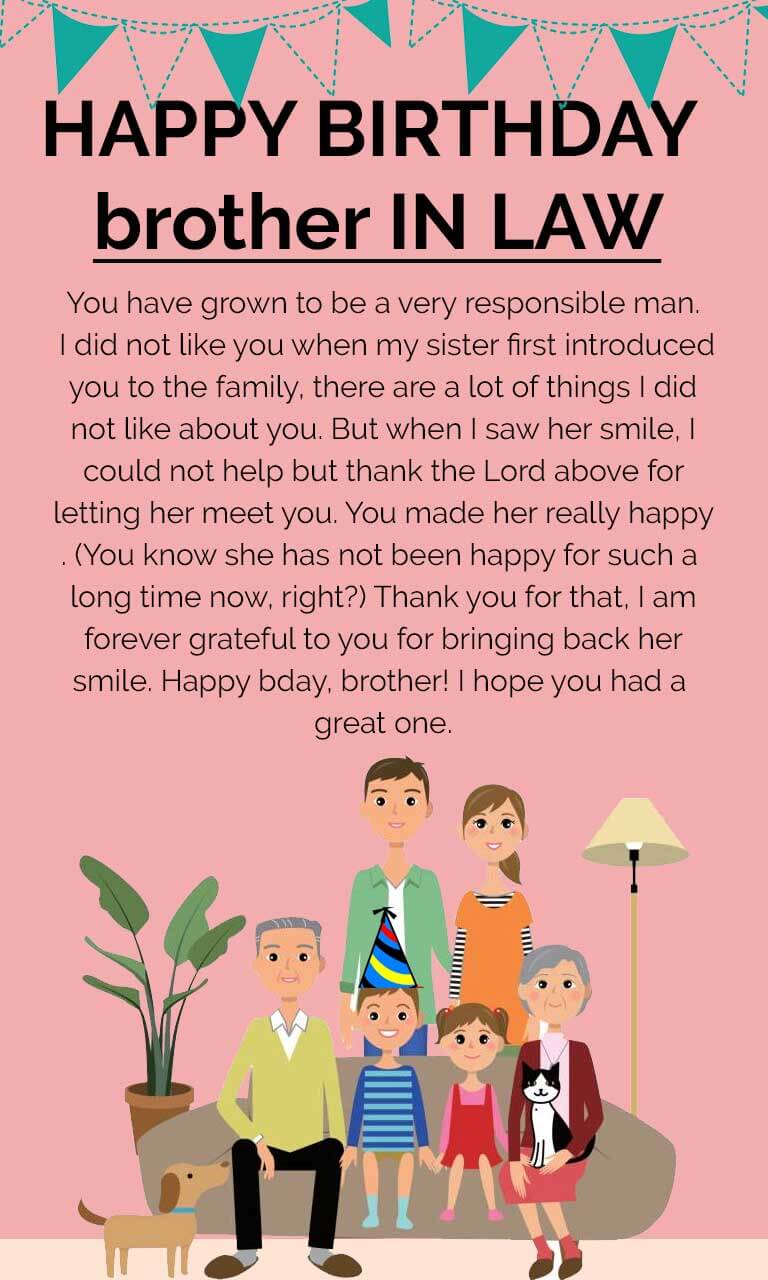 HAPPY BIRTHDAY
brother IN LAW
You have grown to be a very responsible man.
I did not like you when my sister first introduced
you to the family, there are a lot of things I did
not like about you. But when I saw her smile, I
could not help but thank the Lord above for
letting her meet you. You made her really happy
. (You know she has not been happy for such a
long time now, right?) Thank you for that, I am
forever grateful to you for bringing back her
smile. Happy bday, brother! I hope you had a
great one.